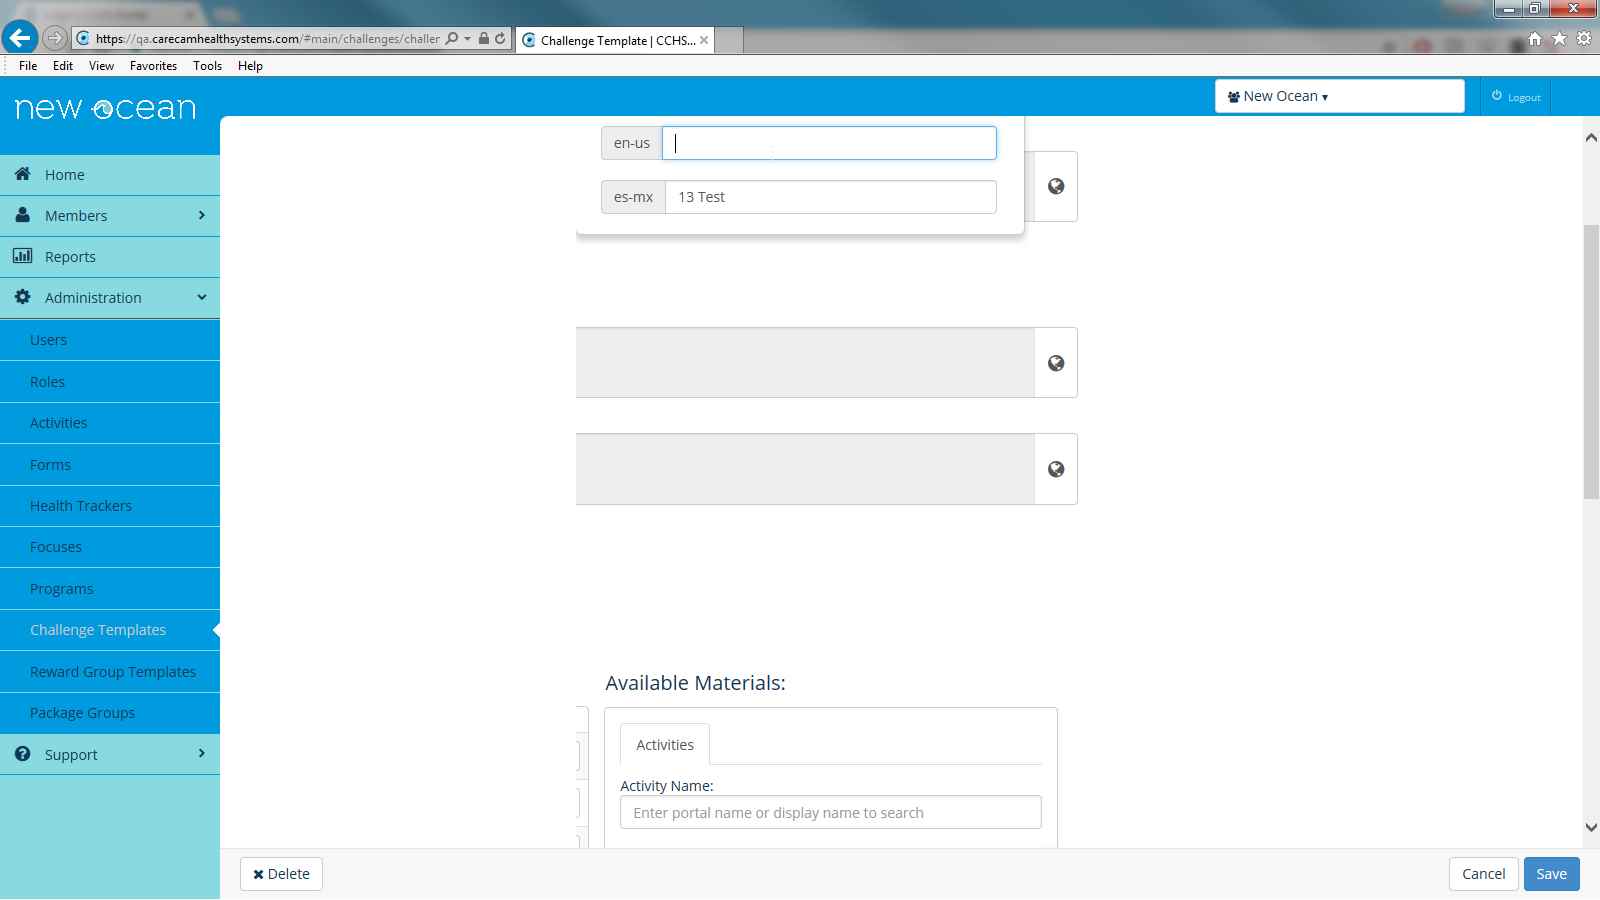 https://qa.carecamhealthsystems.com/#main/challenges/challer
Challenge Template | CCHS...
File Edit View Favorites Tools Help
new ocean
New Ocean
Logout
Home
Members
Reports
Administration
Users
Roles
Activities
Forms
Health Trackers
Focuses
Programs
Challenge Templates
Reward Group Templates
Package Groups
Support
en-us
es-mx 13 Test
Available Materials:
Activities
Activity Name:
Enter portal name or display name to search
Delete
Cancel Save